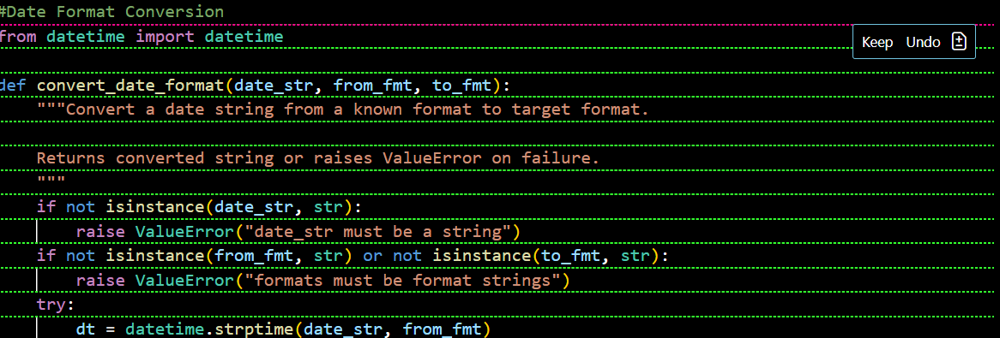 #Date Format Conversion
from datetime import datetime
Keep Undo
def convert_date_format(date_str, from_fmt, to_fmt):
"""Convert a date string from a known format to target format.
Returns converted string or raises ValueError on failure.
"""
if not isinstance(date_str, str):
raise ValueError("date_str must be a string")
if not isinstance(from_fmt, str) or not isinstance(to_fmt, str):
raise ValueError("formats must be format strings")
try:
dt = datetime.strptime(date_str, from_fmt)